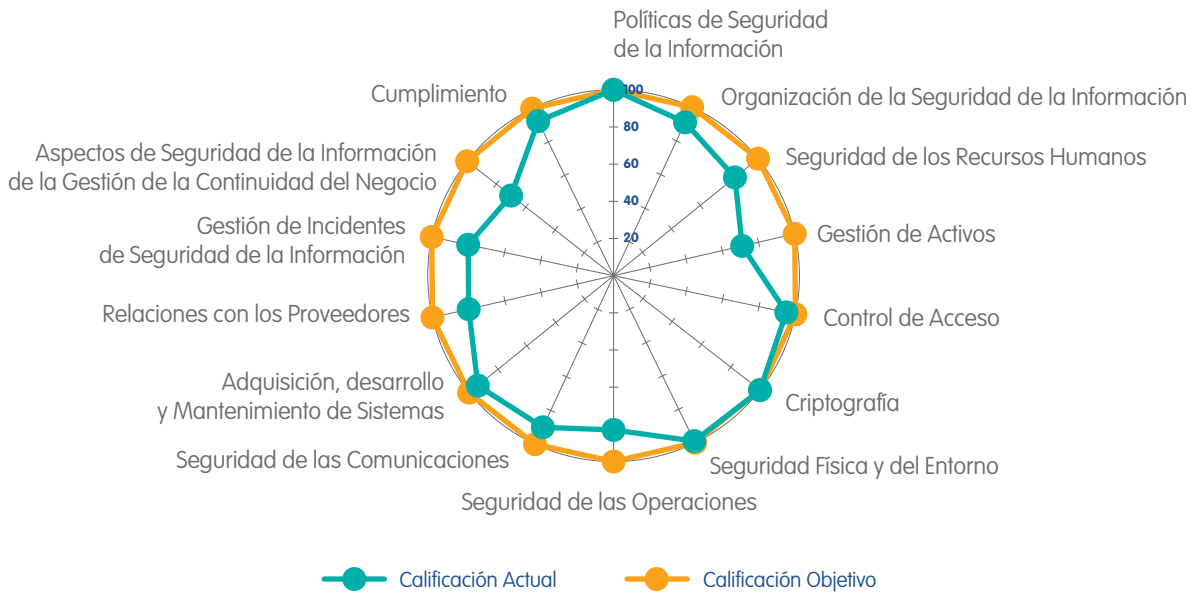 Políticas de Seguridad
de la Información
Cumplimiento
100
Organización de la Seguridad de la Información
80
Aspectos de Seguridad de la Información
de la Gestión de la Continuidad del Negocio
60
Seguridad de los Recursos Humanos
40
Gestión de Incidentes
de Seguridad de la Información
20
Gestión de Activos
Relaciones con los Proveedores
Control de Acceso
Adquisición, desarrollo
y Mantenimiento de Sistemas
Criptografía
Seguridad de las Comunicaciones
Seguridad Física y del Entorno
Seguridad de las Operaciones
Calificación Actual
Calificación Objetivo